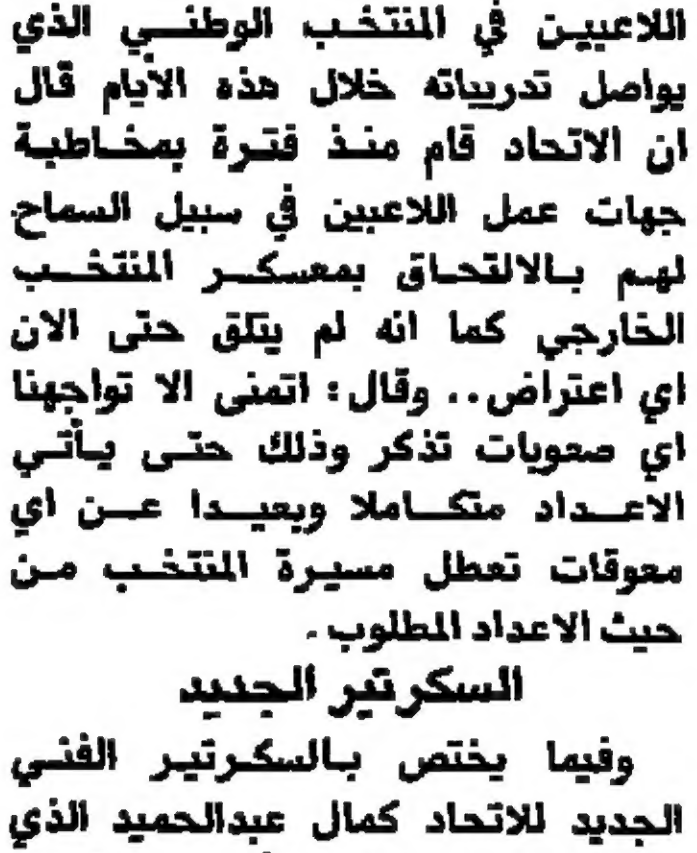 اللاعبين في المنتخب الوطني الذي
يواصل تدريباته خلال هذه الأيام قال
ان الاتحاد قام منذ فترة بمخاطبة
جهات عمل اللاعبين في سبيل السماح
لهم بالالتحاق بمعسكر المنتخب
الخارجي كما انه لم يتلق حتى الان
اي اعتراض.. وقال: اتمنى الا تواجهنا
اي صعوبات تذكر وذلك حتى يأتي
الاعداد متكاملا وبعيدا عن اي
معوقات تعطل مسيرة المنتخب من
حيث الاعداد المطلوب.
السكرتير الجديد
وفيما يختص بالسكرتير الفني
الجديد للاتحاد كمال عبدالحميد الذي